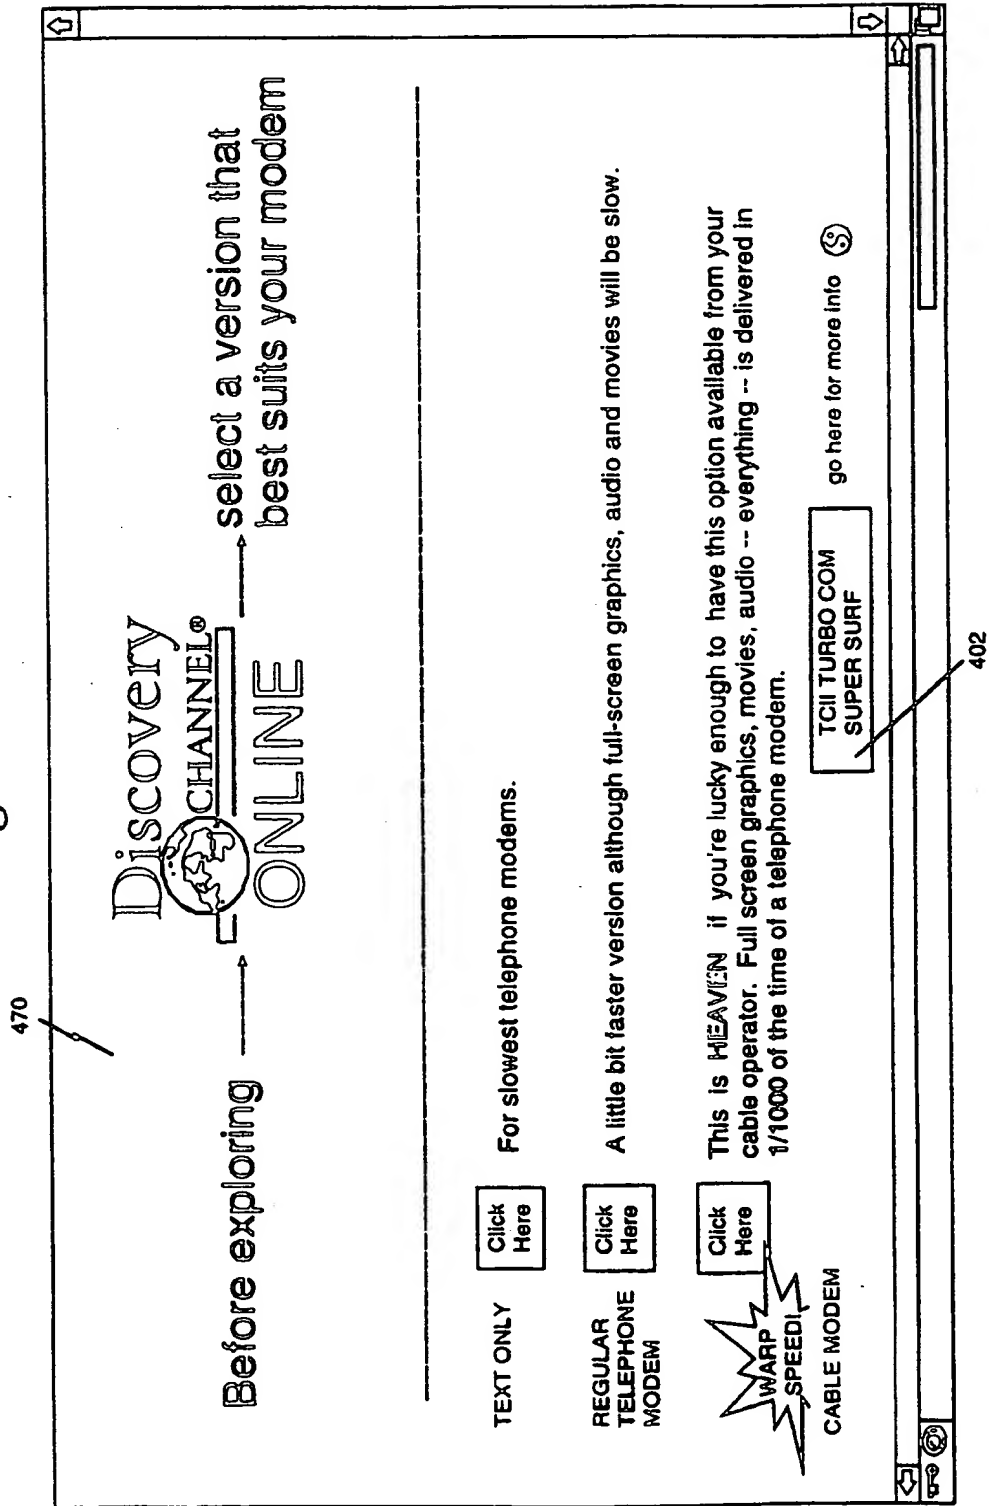 470
Before exploring
Discovery
CHANNEL®
ONLINE
select a version that
best suits your modem
TEXT ONLY
Click
Here
For slowest telephone modems.
REGULAR
TELEPHONE
MODEM
Click
Here
A little bit faster version although full-screen graphics, audio and movies will be slow.
WARP
SPEED!
CABLE MODEM
Click
Here
This is HEAVEN if you're lucky enough to have this option available from your
cable operator. Full screen graphics, movies, audio -- everything -- is delivered in
1/1000 of the time of a telephone modem.
TCII TURBO COM
SUPER SURF
go here for more info
402